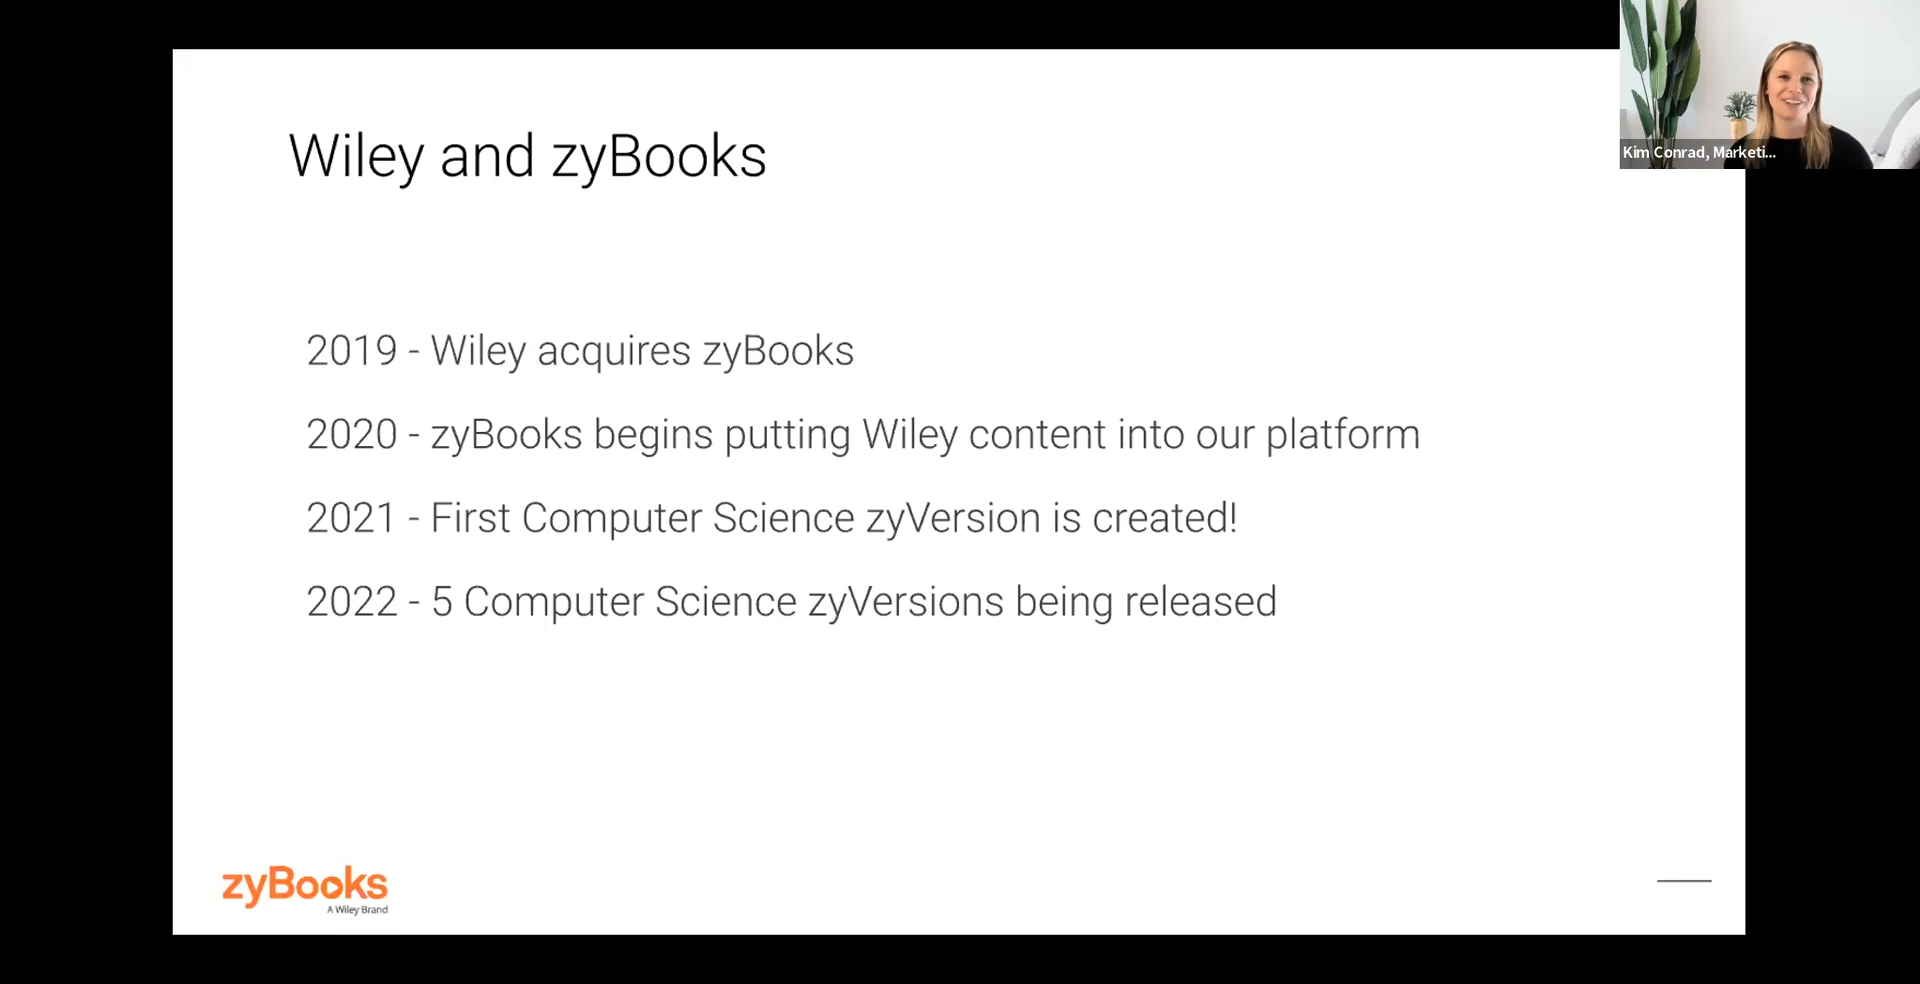 Wiley and zyBooks
Kim Conrad, Marketi...
2019 - Wiley acquires zyBooks
2020 - zyBooks begins putting Wiley content into our platform
2021 - First Computer Science zyVersion is created!
2022 - 5 Computer Science zyVersions being released
zyBooks
A Wiley Brand